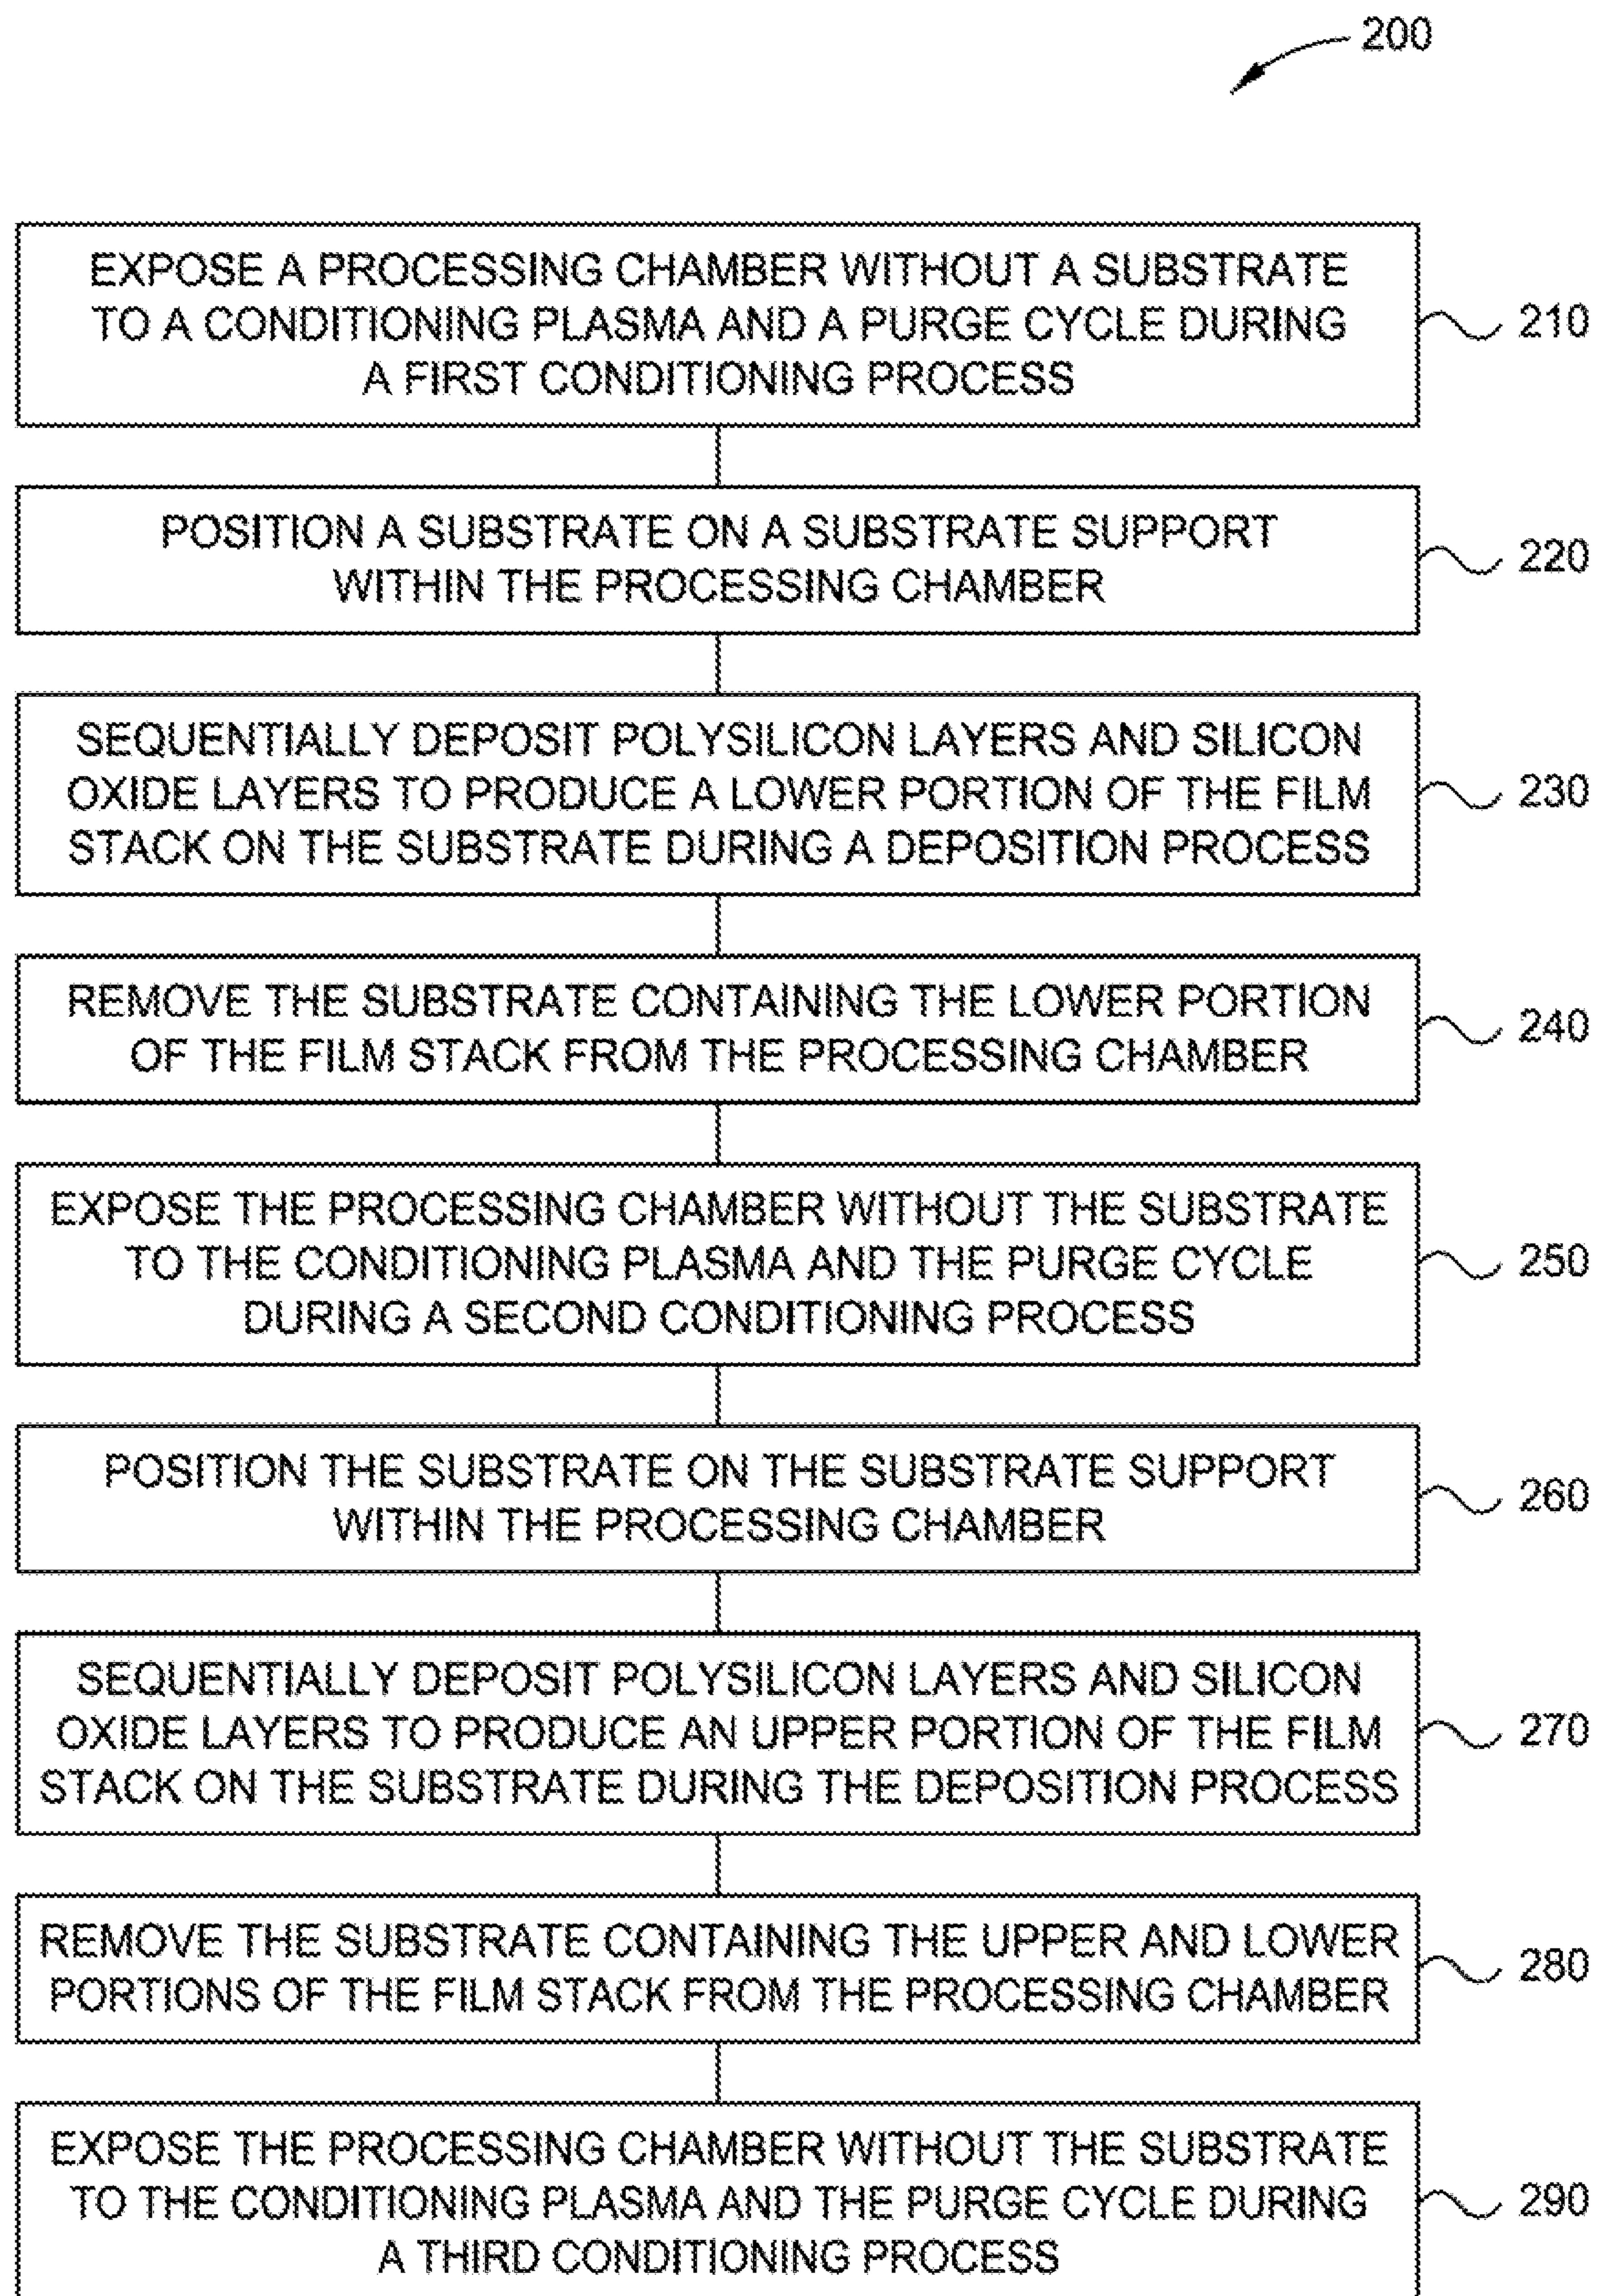 200
EXPOSE A PROCESSING CHAMBER WITHOUT A SUBSTRATE
TO A CONDITIONING PLASMA AND A PURGE CYCLE DURING
A FIRST CONDITIONING PROCESS
210
POSITION A SUBSTRATE ON A SUBSTRATE SUPPORT
WITHIN THE PROCESSING CHAMBER
220
SEQUENTIALLY DEPOSIT POLYSILICON LAYERS AND SILICON
OXIDE LAYERS TO PRODUCE A LOWER PORTION OF THE FILM
STACK ON THE SUBSTRATE DURING A DEPOSITION PROCESS
230
REMOVE THE SUBSTRATE CONTAINING THE LOWER PORTION
OF THE FILM STACK FROM THE PROCESSING CHAMBER
240
EXPOSE THE PROCESSING CHAMBER WITHOUT THE SUBSTRATE
TO THE CONDITIONING PLASMA AND THE PURGE CYCLE
DURING A SECOND CONDITIONING PROCESS
250
POSITION THE SUBSTRATE ON THE SUBSTRATE SUPPORT
WITHIN THE PROCESSING CHAMBER
260
SEQUENTIALLY DEPOSIT POLYSILICON LAYERS AND SILICON
OXIDE LAYERS TO PRODUCE AN UPPER PORTION OF THE FILM
STACK ON THE SUBSTRATE DURING THE DEPOSITION PROCESS
270
REMOVE THE SUBSTRATE CONTAINING THE UPPER AND LOWER
PORTIONS OF THE FILM STACK FROM THE PROCESSING CHAMBER
280
EXPOSE THE PROCESSING CHAMBER WITHOUT THE SUBSTRATE
TO THE CONDITIONING PLASMA AND THE PURGE CYCLE DURING
A THIRD CONDITIONING PROCESS
290